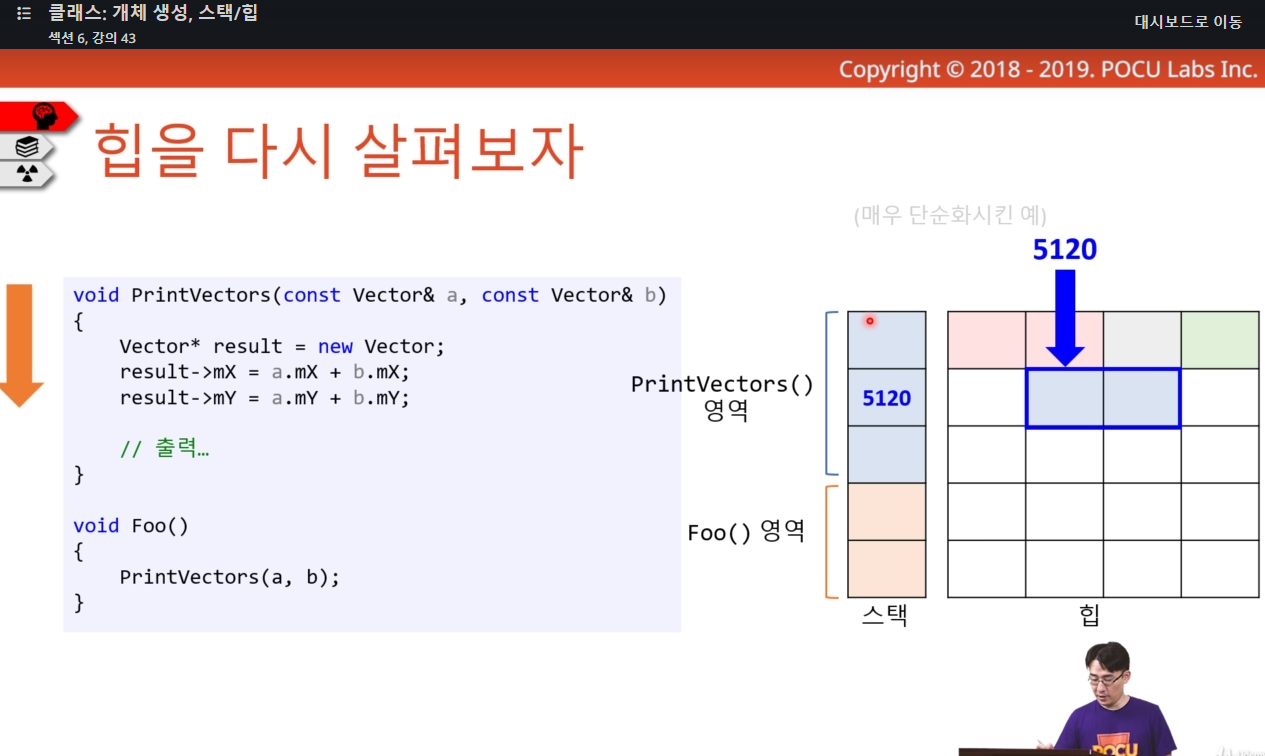 클래스: 개체 생성, 스택/힙
섹션 6, 강의 43
대시보드로 이동
Copyright © 2018 - 2019. POCU Labs Inc.
힙을 다시 살펴보자
(매우 단순화시킨 예)
5120
void PrintVectors(const Vector& a, const Vector& b)
{
Vector* result = new Vector;
result->mX = a.mX + b.mX;
result->mY = a.mY + b.mY;
// 출력…
}
void Foo()
{
PrintVectors(a, b);
}
PrintVectors()
영역
5120
Foo() 영역
스택
힙
POCU